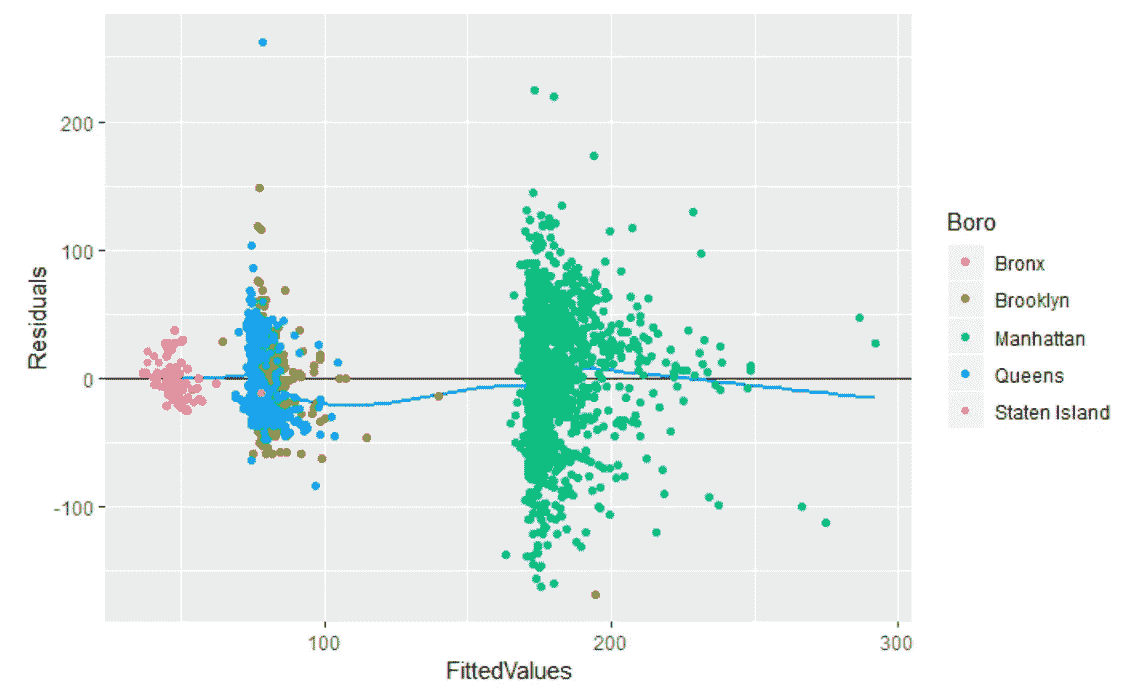 200
100
0
-100
Residuals
100
200
300
FittedValues
Boro
Bronx
Brooklyn
Manhattan
Queens
Staten Island